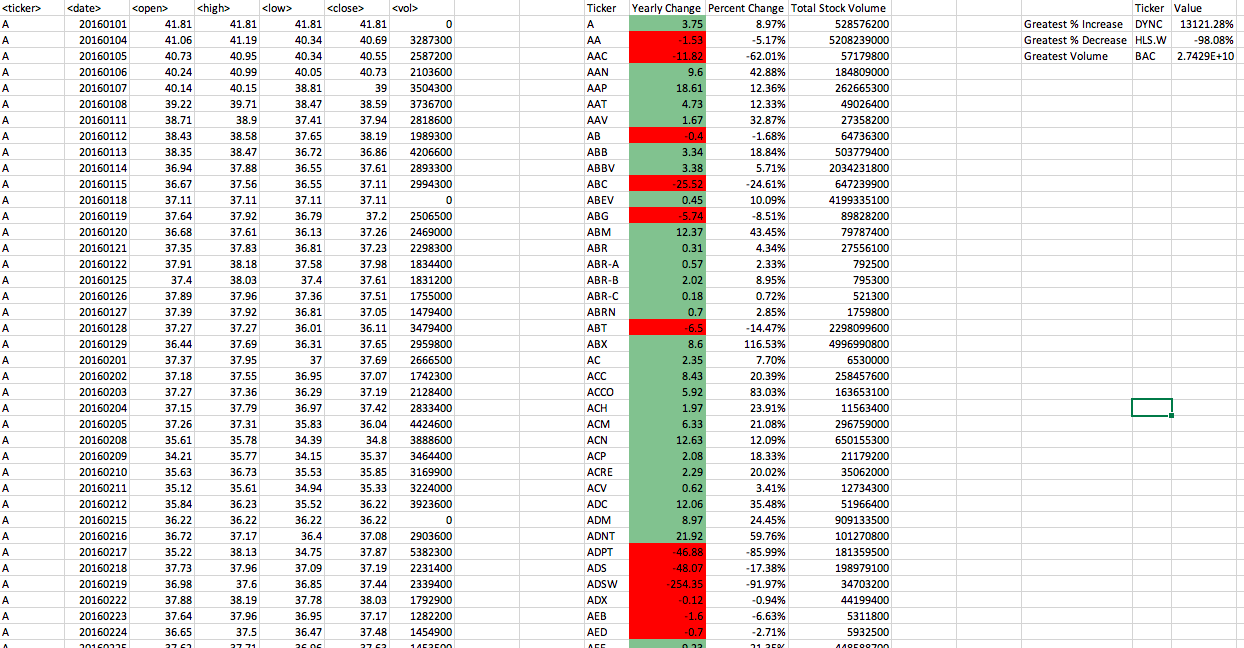 <ticker> <date> <open> <high> <low> <close> <vol> Ticker Yearly Change Percent Change Total Stock Volume Ticker Value
A 20160101 41.81 41.81 41.81 41.81 0 A 3.75 8.97% 528576200 Greatest % Increase DYNC 13121.28%
A 20160104 41.06 41.19 40.34 40.69 3287300 AA -1.53 -5.17% 5208239000 Greatest % Decrease HLS.W -98.08%
A 20160105 40.73 40.95 40.34 40.55 2587200 AAC -11.82 -62.01% 57179800 Greatest Volume BAC 2.7429E+10
A 20160106 40.24 40.99 40.05 40.73 2103600 AAN 9.6 42.88% 184809000
A 20160107 40.14 40.15 38.81 39 3504300 AAP 18.61 12.36% 262665300
A 20160108 39.22 39.71 38.47 38.59 3736700 AAT 4.73 12.33% 49026400
A 20160111 38.71 38.9 37.41 37.94 2818600 AAV 1.67 32.87% 27358200
A 20160112 38.43 38.58 37.65 38.19 1989300 AB -0.4 -1.68% 64736300
A 20160113 38.35 38.47 36.72 36.86 4206600 ABB 3.34 18.84% 503779400
A 20160114 36.94 37.88 36.55 37.61 2893300 ABBV 3.38 5.71% 2034231800
A 20160115 36.67 37.56 36.55 37.11 2994300 ABC -25.52 -24.61% 647239900
A 20160118 37.11 37.11 37.11 37.11 0 ABEV 0.45 10.09% 4199335100
A 20160119 37.64 37.92 36.79 37.2 2506500 ABG -5.74 -8.51% 89828200
A 20160120 36.68 37.61 36.13 37.26 2469000 ABM 12.37 43.45% 79787400
A 20160121 37.35 37.83 36.81 37.23 2298300 ABR 0.31 4.34% 27556100
A 20160122 37.91 38.18 37.58 37.98 1834400 ABR-A 0.57 2.33% 792500
A 20160125 37.4 38.03 37.4 37.61 1831200 ABR-B 2.02 8.95% 795300
A 20160126 37.89 37.96 37.36 37.51 1755000 ABR-C 0.18 0.72% 521300
A 20160127 37.39 37.92 36.81 37.05 1479400 ABRN 0.7 2.85% 1759800
A 20160128 37.27 37.27 36.01 36.11 3479400 ABT -6.5 -14.47% 2298099600
A 20160129 36.44 37.69 36.31 37.65 2959800 ABX 8.6 116.53% 4996990800
A 20160201 37.37 37.95 37 37.69 2666500 AC 2.35 7.70% 6530000
A 20160202 37.18 37.55 36.95 37.07 1742300 ACC 8.43 20.39% 258457600
A 20160203 37.27 37.36 36.29 37.19 2128400 ACCO 5.92 83.03% 163653100
A 20160204 37.15 37.79 36.97 37.42 2833400 ACH 1.97 23.91% 11563400
A 20160205 37.26 37.31 35.83 36.04 4424600 ACM 6.33 21.08% 296759000
A 20160208 35.61 35.78 34.39 34.8 3888600 ACN 12.63 12.09% 650155300
A 20160209 34.21 35.77 34.15 35.37 3464400 ACP 2.08 18.33% 21179200
A 20160210 35.63 36.73 35.53 35.85 3169900 ACRE 2.29 20.02% 35062000
A 20160211 35.12 35.61 34.94 35.33 3224000 ACV 0.62 3.41% 12734300
A 20160212 35.84 36.23 35.52 36.22 3923600 ADC 12.06 35.48% 51966400
A 20160215 36.22 36.22 36.22 36.22 0 ADM 8.97 24.45% 909133500
A 20160216 36.72 37.17 36.4 37.08 2903600 ADNT 21.92 59.76% 101270800
A 20160217 35.22 38.13 34.75 37.87 5382300 ADPT -46.88 -85.99% 181359500
A 20160218 37.73 37.96 37.09 37.19 2231400 ADS -48.07 -17.38% 198979100
A 20160219 36.98 37.6 36.85 37.44 2339400 ADSW -254.35 -91.97% 34703200
A 20160222 37.88 38.19 37.78 38.03 1792900 ADX -0.12 -0.94% 44199400
A 20160223 37.64 37.96 36.95 37.17 1282200 AEB -1.6 -6.63% 5311800
A 20160224 36.65 37.5 36.47 37.48 1454900 AED -0.7 -2.71% 5932500